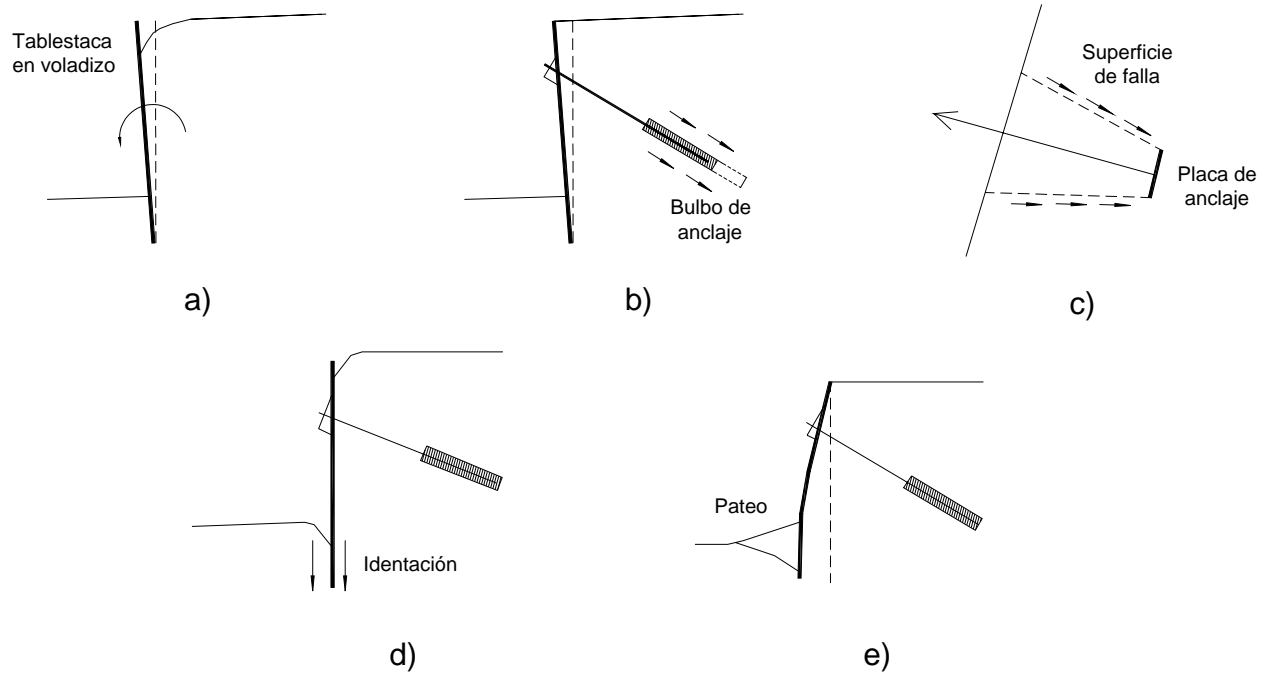 Tablestaca
en voladizo
a)
Bulbo de
anclaje
b)
Superficie
de falla
Placa de
anclaje
c)
Identación
d)
Pateo
e)